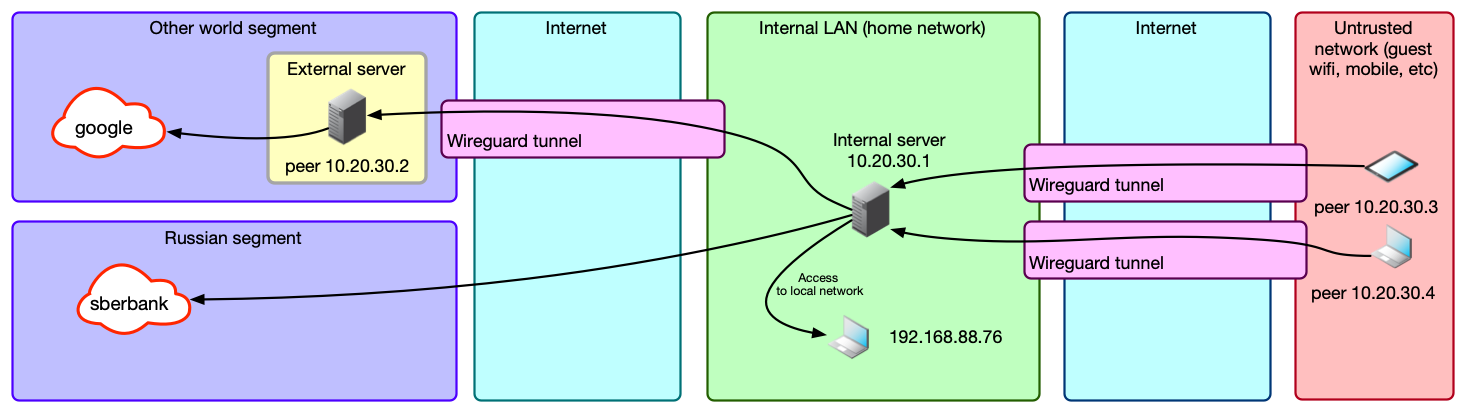 Other world segment
External server
google
peer 10.20.30.2
Russian segment
sberbank
Internet
Wireguard tunnel
Internal LAN (home network)
Internal server
10.20.30.1
Access
to local network
192.168.88.76
Internet
Wireguard tunnel
Wireguard tunnel
Untrusted
network (guest
wifi, mobile, etc)
peer 10.20.30.3
peer 10.20.30.4